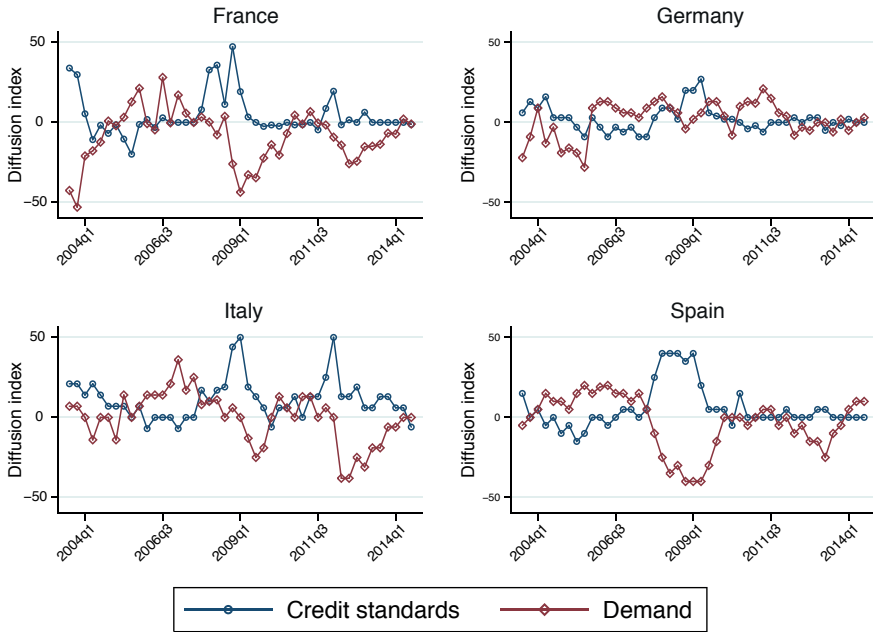 France
Diffusion index
50
0
−50
2004q1
2006q3
2009q1
2011q3
2014q1
Germany
Diffusion index
50
0
−50
2004q1
2006q3
2009q1
2011q3
2014q1
Italy
Diffusion index
50
0
−50
2004q1
2006q3
2009q1
2011q3
2014q1
Spain
Diffusion index
50
0
−50
2004q1
2006q3
2009q1
2011q3
2014q1
Credit standards Demand